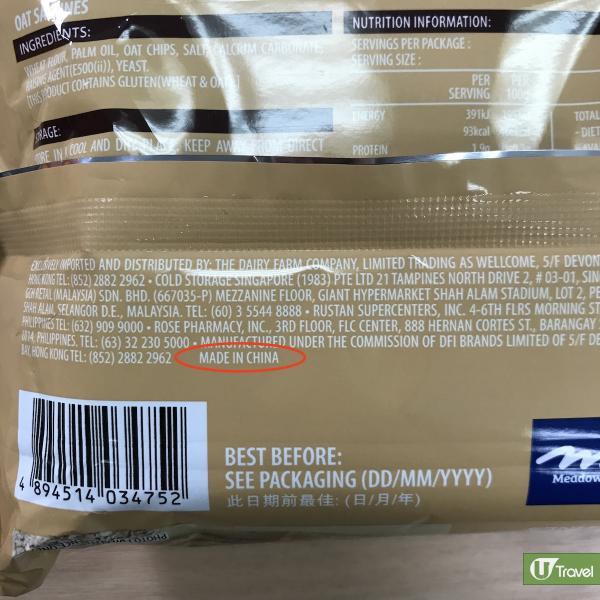 OAT SALTINES
INGREDIENTS:
WHEAT FLOUR, PALM OIL, OAT CHIPS, SALT, CALCIUM CARBONATE,
RAISING AGENT(E500(ii)), YEAST.
(THIS PRODUCT CONTAINS GLUTEN(WHEAT & OAT)
STORAGE:
STORE IN A COOL AND DRY PLACE, KEEP AWAY FROM DIRECT
NUTRITION INFORMATION:
SERVINGS PER PACKAGE :
SERVING SIZE :
PER PER
SERVING 100g
ENERGY 391kJ TOTAL
93kcal - DIET
PROTEIN 1.9g
EXCLUSIVELY IMPORTED AND DISTRIBUTED BY: THE DAIRY FARM COMPANY, LIMITED TRADING AS WELLCOME, 5/F DEVON
HONG KONG TEL:(852) 2882 2962 • COLD STORAGE SINGAPORE (1983) PTE LTD 21 TAMPINES NORTH DRIVE 2, # 03-01, SIN
GCH RETAIL (MALAYSIA) SDN. BHD. (667035-P) MEZZANINE FLOOR, GIANT HYPERMARKET SHAH ALAM STADIUM, LOT 2, PE
SHAH ALAM, SELANGOR D.E., MALAYSIA. TEL: (60) 3 5544 8888 • RUSTAN SUPERCENTERS, INC. 4-6TH FLRS MORNING ST
PHILIPPINES TEL: (632) 909 9000 • ROSE PHARMACY, INC., 3RD FLOOR, FLC CENTER, 888 HERNAN CORTES ST., BARANGAY
6014, PHILIPPINES. TEL: (63) 32 230 5000 • MANUFACTURED UNDER THE COMMISSION OF DFI BRANDS LIMITED OF 5/F DE
BAY, HONG KONG TEL: (852) 2882 2962 MADE IN CHINA
4 894514 034752
BEST BEFORE:
SEE PACKAGING (DD/MM/YYYY)
此日期前最佳: (日/月/年)
Meadow
U Travel